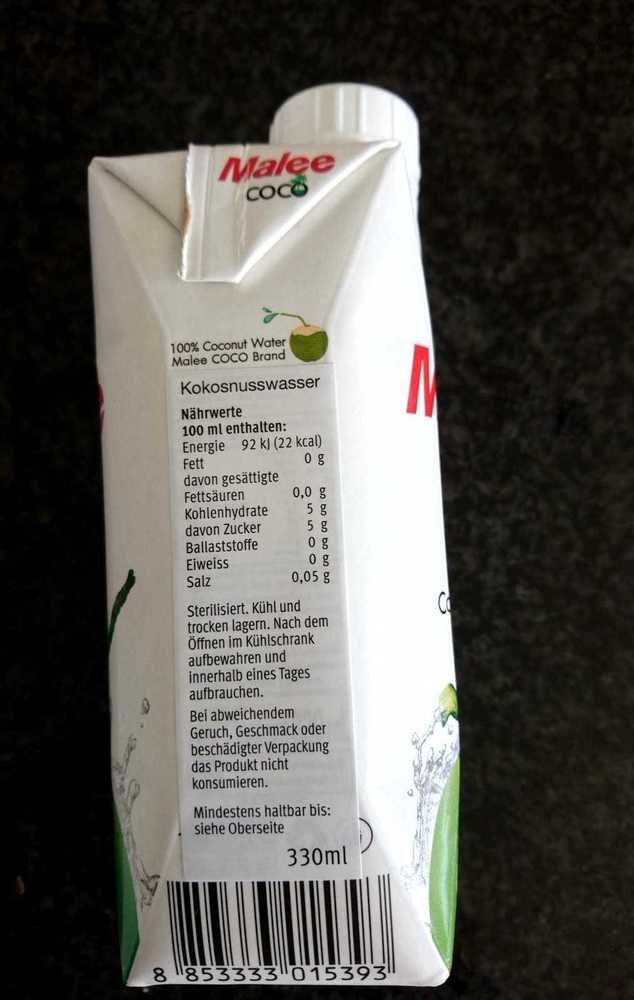 Malee
COCO
100% Coconut Water
Malee COCO Brand
Kokosnusswasser
Nährwerte
100 ml enthalten:
Energie 92 kJ (22 kcal)
Fett 0 g
davon gesättigte
Fettsäuren 0,0 g
Kohlenhydrate 5 g
davon Zucker 5 g
Ballaststoffe 0 g
Eiweiss 0 g
Salz 0,05 g
Sterilisiert. Kühl und
trocken lagern. Nach dem
Öffnen im Kühlschrank
aufbewahren und
innerhalb eines Tages
aufbrauchen.
Bei abweichendem
Geruch, Geschmack oder
beschädigter Verpackung
das Produkt nicht
konsumieren.
Mindestens haltbar bis:
siehe Oberseite
330ml
8 853333 015393
M